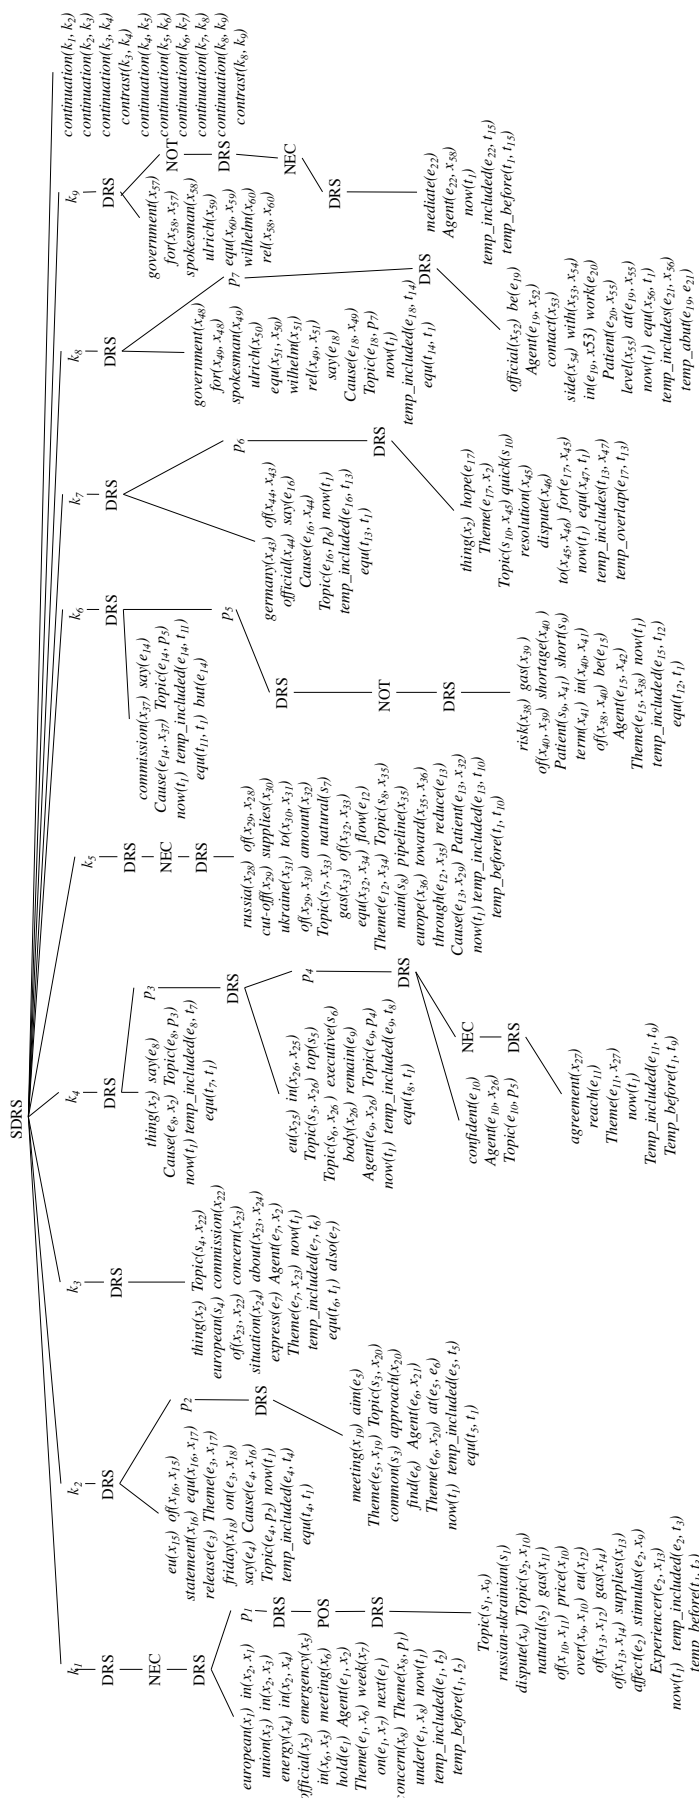 SDRS
k₁
DRS
NEC
DRS
european(x₁) in(x₂, x₁)
union(x₃) in(x₂, x₃)
energy(x₄) in(x₂, x₄)
official(x₂) emergency(x₅)
in(x₆, x₅) meeting(x₆)
hold(e₁) Agent(e₁, x₂)
Theme(e₁, x₆) week(x₇)
on(e₁, x₇) next(e₁)
concern(x₈) Theme(x₈, p₁)
under(e₁, x₈) now(t₁)
temp_included(e₁, t₂)
temp_before(t₁, t₂)
p₁
DRS
POS
DRS
Topic(s₁, x₉)
russian-ukrainian(s₁)
dispute(x₉) Topic(s₂, x₁₀)
natural(s₂) gas(x₁₁)
of(x₁₀, x₁₁) price(x₁₀)
over(x₉, x₁₀) eu(x₁₂)
of(x₁₃, x₁₂) gas(x₁₄)
of(x₁₃, x₁₄) supplies(x₁₃)
affect(e₂) stimulus(e₂, x₉)
Experiencer(e₂, x₁₃)
now(t₁) temp_included(e₂, t₃)
temp_before(t₁, t₃)
k₂
DRS
eu(x₁₅) of(x₁₆, x₁₅)
statement(x₁₆) equ(x₁₆, x₁₇)
release(e₃) Theme(e₃, x₁₇)
friday(x₁₈) on(e₃, x₁₈)
say(e₄) Cause(e₄, x₁₆)
Topic(e₄, p₂) now(t₁)
temp_included(e₄, t₄)
equ(t₄, t₁)
p₂
DRS
meeting(x₁₉) aim(e₅)
Theme(e₅, x₁₉) Topic(s₃, x₂₀)
common(s₃) approach(x₂₀)
find(e₆) Agent(e₆, x₂₁)
Theme(e₆, x₂₀) at(e₅, e₆)
now(t₁) temp_included(e₅, t₅)
equ(t₅, t₁)
k₃
DRS
thing(x₂) Topic(s₄, x₂₂)
european(s₄) commission(x₂₂)
of(x₂₃, x₂₂) concern(x₂₃)
situation(x₂₄) about(x₂₃, x₂₄)
express(e₇) Agent(e₇, x₂)
Theme(e₇, x₂₃) now(t₁)
temp_included(e₇, t₆)
equ(t₆, t₁) also(e₇)
k₄
DRS
thing(x₂) say(e₈)
Cause(e₈, x₂) Topic(e₈, p₃)
now(t₁) temp_included(e₈, t₇)
equ(t₇, t₁)
p₃
DRS
eu(x₂₅) in(x₂₆, x₂₅)
Topic(s₅, x₂₆) top(s₅)
Topic(s₆, x₂₆) executive(s₆)
body(x₂₆) remain(e₉)
Agent(e₉, x₂₆) Topic(e₉, p₄)
now(t₁) temp_included(e₉, t₈)
equ(t₈, t₁)
p₄
DRS
confident(e₁₀)
Agent(e₁₀, x₂₆)
Topic(e₁₀, p₅)
NEC
DRS
agreement(x₂₇)
reach(e₁₁)
Theme(e₁₁, x₂₇)
now(t₁)
Temp_included(e₁₁, t₉)
Temp_before(t₁, t₉)
k₅
DRS
NEC
DRS
russia(x₂₈) of(x₂₉, x₂₈)
cut-off(x₂₉) supplies(x₃₀)
ukraine(x₃₁) to(x₃₀, x₃₁)
of(x₂₉, x₃₀) amount(x₃₂)
Topic(s₇, x₃₃) natural(s₇)
gas(x₃₃) of(x₃₂, x₃₃)
equ(x₃₂, x₃₄) flow(e₁₂)
Theme(e₁₂, x₃₄) Topic(s₈, x₃₅)
main(s₈) pipeline(x₃₅)
europe(x₃₆) toward(x₃₅, x₃₆)
through(e₁₂, x₃₅) reduce(e₁₃)
Cause(e₁₃, x₂₉) Patient(e₁₃, x₃₂)
now(t₁) temp_included(e₁₃, t₁₀)
temp_before(t₁, t₁₀)
k₆
DRS
commission(x₃₇) say(e₁₄)
Cause(e₁₄, x₃₇) Topic(e₁₄, p₅)
now(t₁) temp_included(e₁₄, t₁₁)
equ(t₁₁, t₁) but(e₁₄)
p₅
DRS
NOT
DRS
risk(x₃₈) gas(x₃₉)
of(x₄₀, x₃₉) shortage(x₄₀)
Patient(s₉, x₄₁) short(s₉)
term(x₄₁) in(x₄₀, x₄₁)
of(x₃₈, x₄₀) be(e₁₅)
Agent(e₁₅, x₄₂)
Theme(e₁₅, x₃₈) now(t₁)
temp_included(e₁₅, t₁₂)
equ(t₁₂, t₁)
k₇
DRS
germany(x₄₃) of(x₄₄, x₄₃)
official(x₄₄) say(e₁₆)
Cause(e₁₆, x₄₄)
Topic(e₁₆, p₆) now(t₁)
temp_included(e₁₆, t₁₃)
equ(t₁₃, t₁)
p₆
DRS
thing(x₂) hope(e₁₇)
Theme(e₁₇, x₂)
Topic(s₁₀, x₄₅) quick(s₁₀)
resolution(x₄₅)
dispute(x₄₆)
to(x₄₅, x₄₆) for(e₁₇, x₄₅)
now(t₁) equ(x₄₇, t₁)
temp_includes(t₁₃, x₄₇)
temp_overlap(e₁₇, t₁₃)
k₈
DRS
government(x₄₈)
for(x₄₉, x₄₈)
spokesman(x₄₉)
ulrich(x₅₀)
equ(x₅₁, x₅₀)
wilhelm(x₅₁)
rel(x₄₉, x₅₁)
say(e₁₈)
Cause(e₁₈, x₄₉)
Topic(e₁₈, p₇)
now(t₁)
temp_included(e₁₈, t₁₄)
equ(t₁₄, t₁)
p₇
DRS
official(x₅₂) be(e₁₉)
Agent(e₁₉, x₅₂)
contact(x₅₃)
side(x₅₄) with(x₅₃, x₅₄)
in(e₁₉, x53) work(e₂₀)
Patient(e₂₀, x₅₅)
level(x₅₅) at(e₁₉, x₅₅)
now(t₁) equ(x₅₆, t₁)
temp_includes(e₂₁, x₅₆)
temp_abut(e₁₉, e₂₁)
k₉
DRS
government(x₅₇)
for(x₅₈, x₅₇)
spokesman(x₅₈)
ulrich(x₅₉)
equ(x₆₀, x₅₉)
wilhelm(x₆₀)
rel(x₅₈, x₆₀)
NOT
DRS
NEC
DRS
mediate(e₂₂)
Agent(e₂₂, x₅₈)
now(t₁)
temp_included(e₂₂, t₁₅)
temp_before(t₁, t₁₅)
continuation(k₁, k₂)
continuation(k₂, k₃)
continuation(k₃, k₄)
contrast(k₃, k₄)
continuation(k₄, k₅)
continuation(k₅, k₆)
continuation(k₆, k₇)
continuation(k₇, k₈)
continuation(k₈, k₉)
contrast(k₈, k₉)